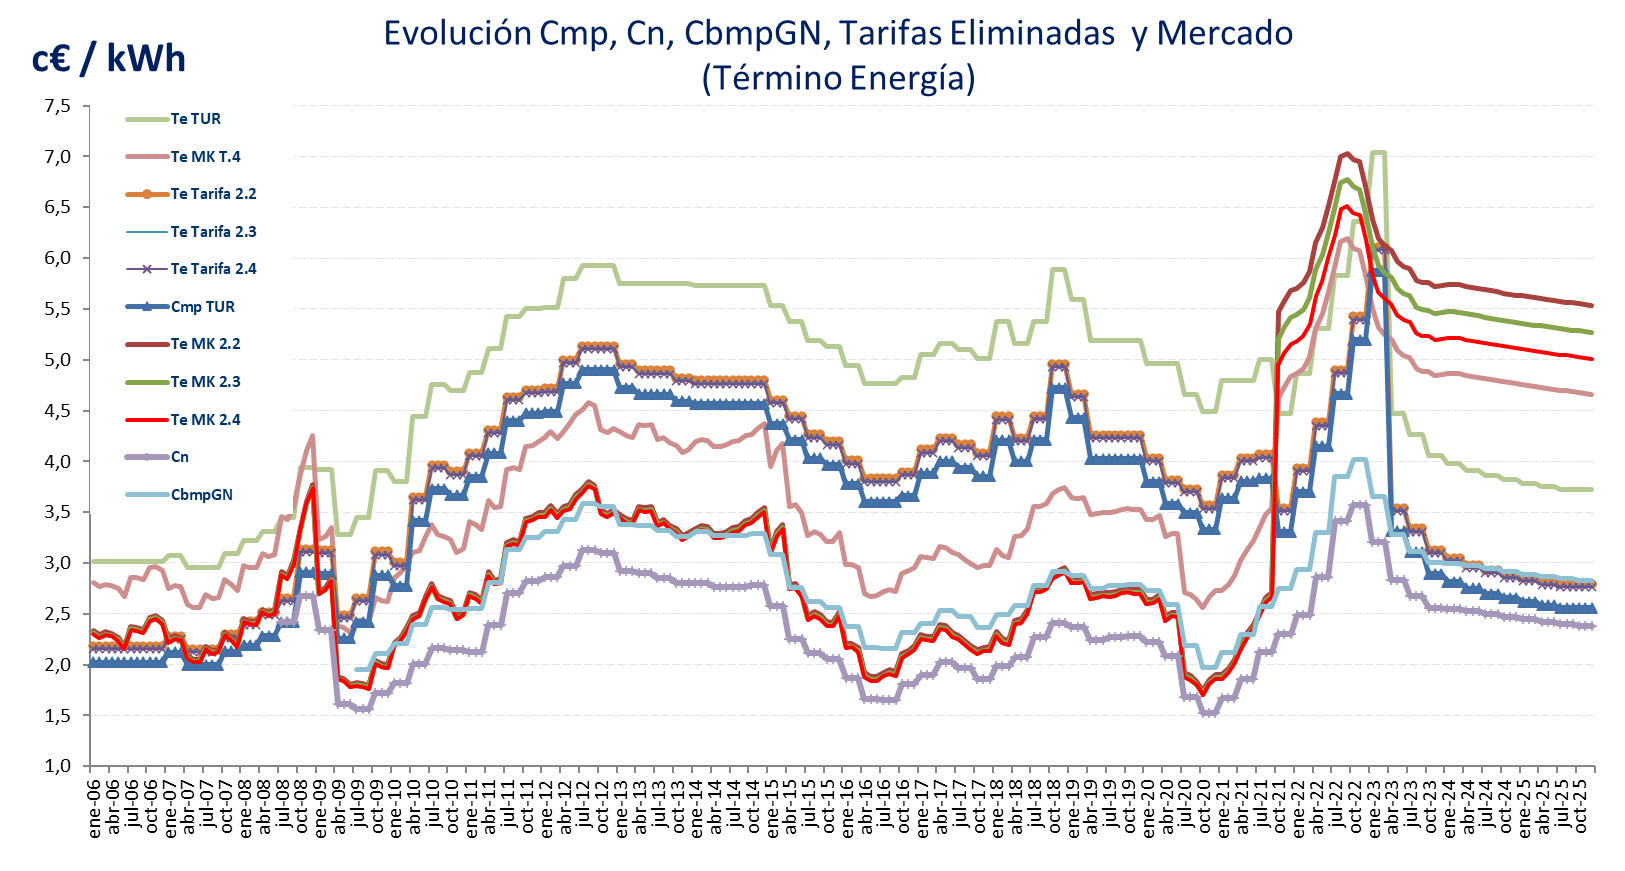 Evolución Cmp, Cn, CbmpGN, Tarifas Eliminadas y Mercado
(Término Energía)
c€ / kWh
7,5
7,0
6,5
6,0
5,5
5,0
4,5
4,0
3,5
3,0
2,5
2,0
1,5
1,0
Te TUR
Te MK T.4
Te Tarifa 2.2
Te Tarifa 2.3
Te Tarifa 2.4
Cmp TUR
Te MK 2.2
Te MK 2.3
Te MK 2.4
Cn
CbmpGN
ene-06
abr-06
jul-06
oct-06
ene-07
abr-07
jul-07
oct-07
ene-08
abr-08
jul-08
oct-08
ene-09
abr-09
jul-09
oct-09
ene-10
abr-10
jul-10
oct-10
ene-11
abr-11
jul-11
oct-11
ene-12
abr-12
jul-12
oct-12
ene-13
abr-13
jul-13
oct-13
ene-14
abr-14
jul-14
oct-14
ene-15
abr-15
jul-15
oct-15
ene-16
abr-16
jul-16
oct-16
ene-17
abr-17
jul-17
oct-17
ene-18
abr-18
jul-18
oct-18
ene-19
abr-19
jul-19
oct-19
ene-20
abr-20
jul-20
oct-20
ene-21
abr-21
jul-21
oct-21
ene-22
abr-22
jul-22
oct-22
ene-23
abr-23
jul-23
oct-23
ene-24
abr-24
jul-24
oct-24
ene-25
abr-25
jul-25
oct-25